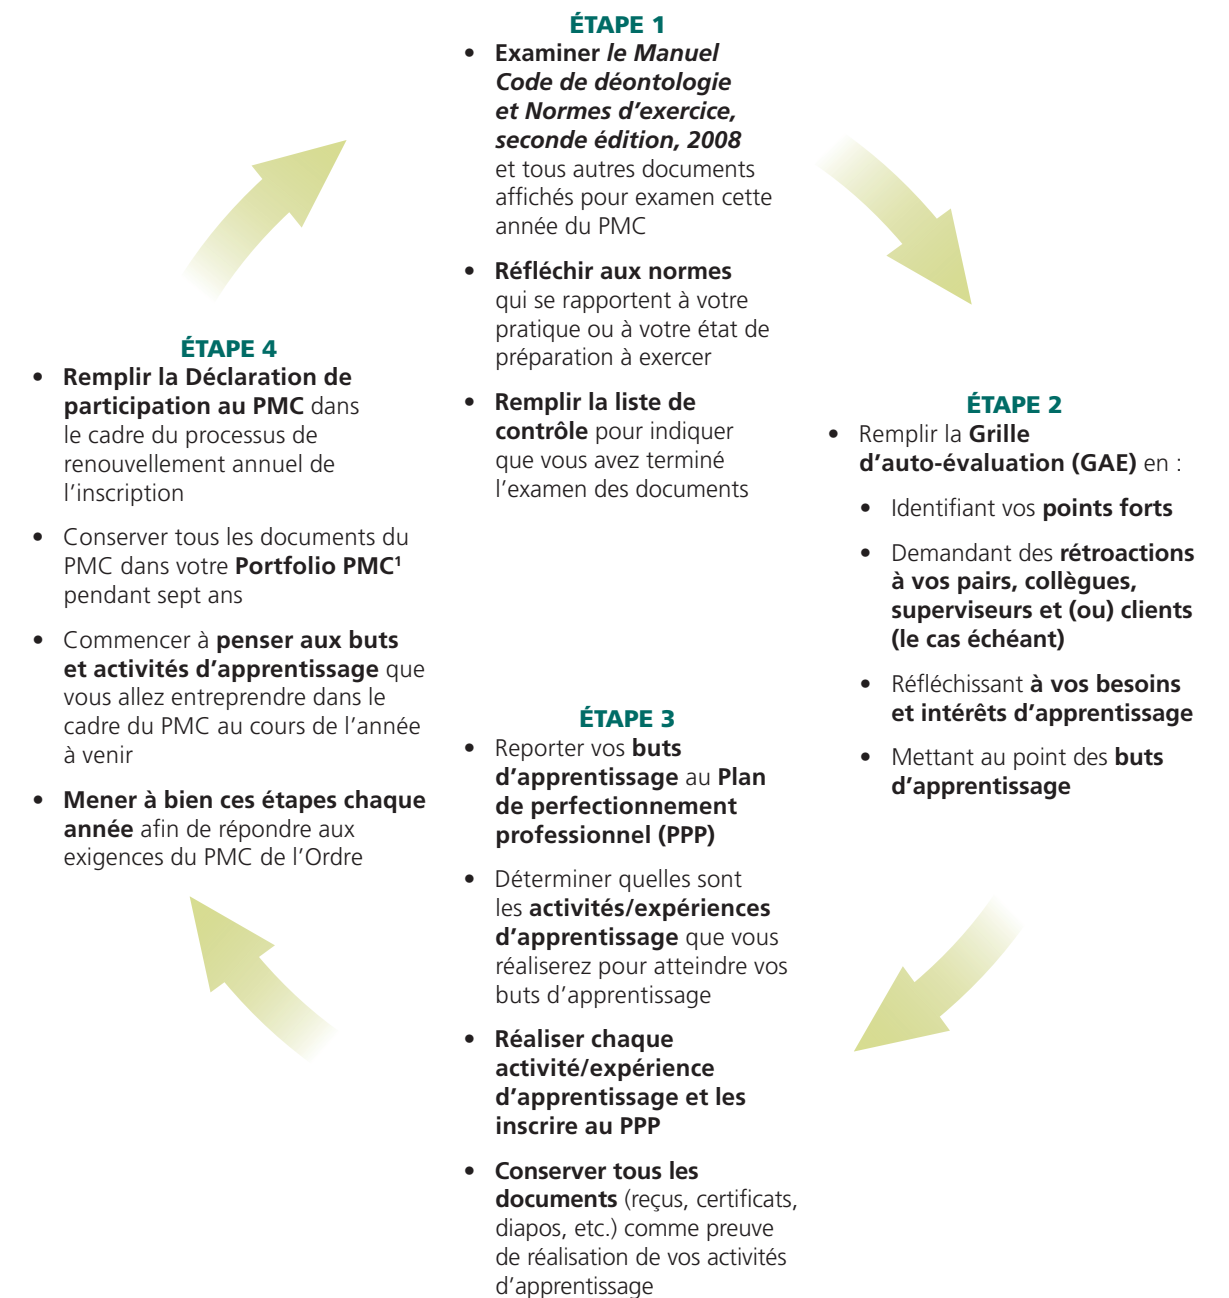 ÉTAPE 1
• Examiner le Manuel
Code de déontologie
et Normes d’exercice,
seconde édition, 2008
et tous autres documents
affichés pour examen cette
année du PMC
• Réfléchir aux normes
qui se rapportent à votre
pratique ou à votre état de
préparation à exercer
• Remplir la liste de
contrôle pour indiquer
que vous avez terminé
l’examen des documents
ÉTAPE 2
• Remplir la Grille
d’auto-évaluation (GAE) en :
• Identifiant vos points forts
• Demandant des rétroactions
à vos pairs, collègues,
superviseurs et (ou) clients
(le cas échéant)
• Réfléchissant à vos besoins
et intérêts d’apprentissage
• Mettant au point des buts
d’apprentissage
ÉTAPE 3
• Reporter vos buts
d’apprentissage au Plan
de perfectionnement
professionnel (PPP)
• Déterminer quelles sont
les activités/expériences
d’apprentissage que vous
réaliserez pour atteindre vos
buts d’apprentissage
• Réaliser chaque
activité/expérience
d’apprentissage et les
inscrire au PPP
• Conserver tous les
documents (reçus, certificats,
diapos, etc.) comme preuve
de réalisation de vos activités
d’apprentissage
ÉTAPE 4
• Remplir la Déclaration de
participation au PMC dans
le cadre du processus de
renouvellement annuel de
l’inscription
• Conserver tous les documents du
PMC dans votre Portfolio PMC¹
pendant sept ans
• Commencer à penser aux buts
et activités d’apprentissage que
vous allez entreprendre dans le
cadre du PMC au cours de l’année
à venir
• Mener à bien ces étapes chaque
année afin de répondre aux
exigences du PMC de l’Ordre